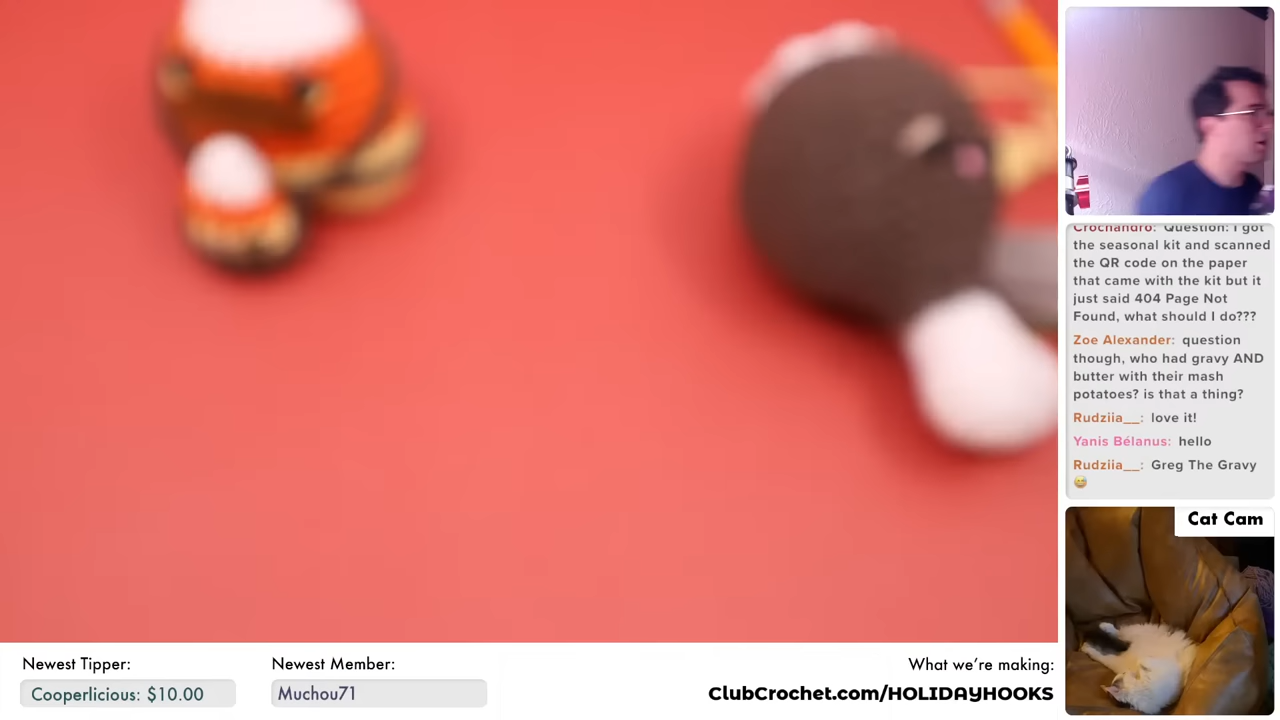 Crochandro: Question: I got
the seasonal kit and scanned
the QR code on the paper
that came with the kit but it
just said 404 Page Not
Found, what should I do???
Zoe Alexander: question
though, who had gravy AND
butter with their mash
potatoes? is that a thing?
Rudziia__: love it!
Yanis Bélanus: hello
Rudziia__: Greg The Gravy
😅
Cat Cam
Newest Tipper:
Cooperlicious: $10.00
Newest Member:
Muchou71
What we're making:
ClubCrochet.com/HOLIDAYHOOKS